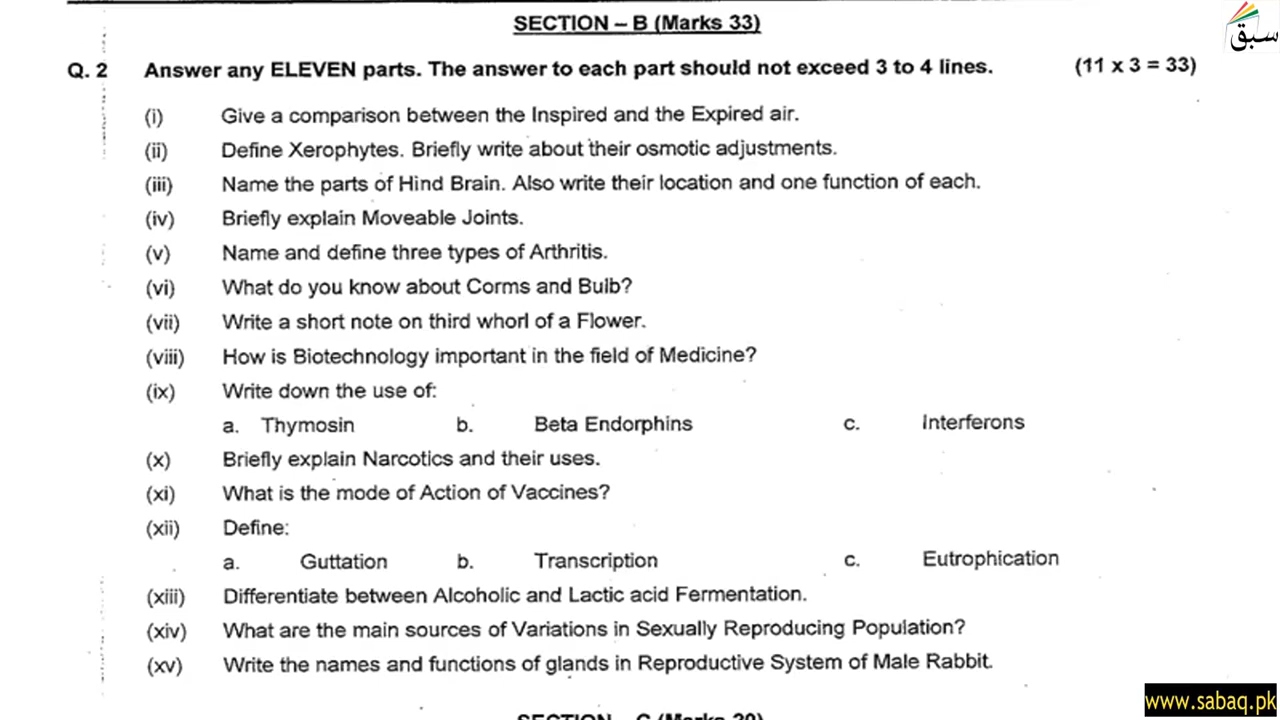 SECTION – B (Marks 33)
سبق
Q. 2 Answer any ELEVEN parts. The answer to each part should not exceed 3 to 4 lines. (11 x 3 = 33)
(i) Give a comparison between the Inspired and the Expired air.
(ii) Define Xerophytes. Briefly write about their osmotic adjustments.
(iii) Name the parts of Hind Brain. Also write their location and one function of each.
(iv) Briefly explain Moveable Joints.
(v) Name and define three types of Arthritis.
(vi) What do you know about Corms and Bulb?
(vii) Write a short note on third whorl of a Flower.
(viii) How is Biotechnology important in the field of Medicine?
(ix) Write down the use of:
a. Thymosin b. Beta Endorphins c. Interferons
(x) Briefly explain Narcotics and their uses.
(xi) What is the mode of Action of Vaccines?
(xii) Define:
a. Guttation b. Transcription c. Eutrophication
(xiii) Differentiate between Alcoholic and Lactic acid Fermentation.
(xiv) What are the main sources of Variations in Sexually Reproducing Population?
(xv) Write the names and functions of glands in Reproductive System of Male Rabbit.
www.sabaq.pk
SECTION – C (Marks 20)